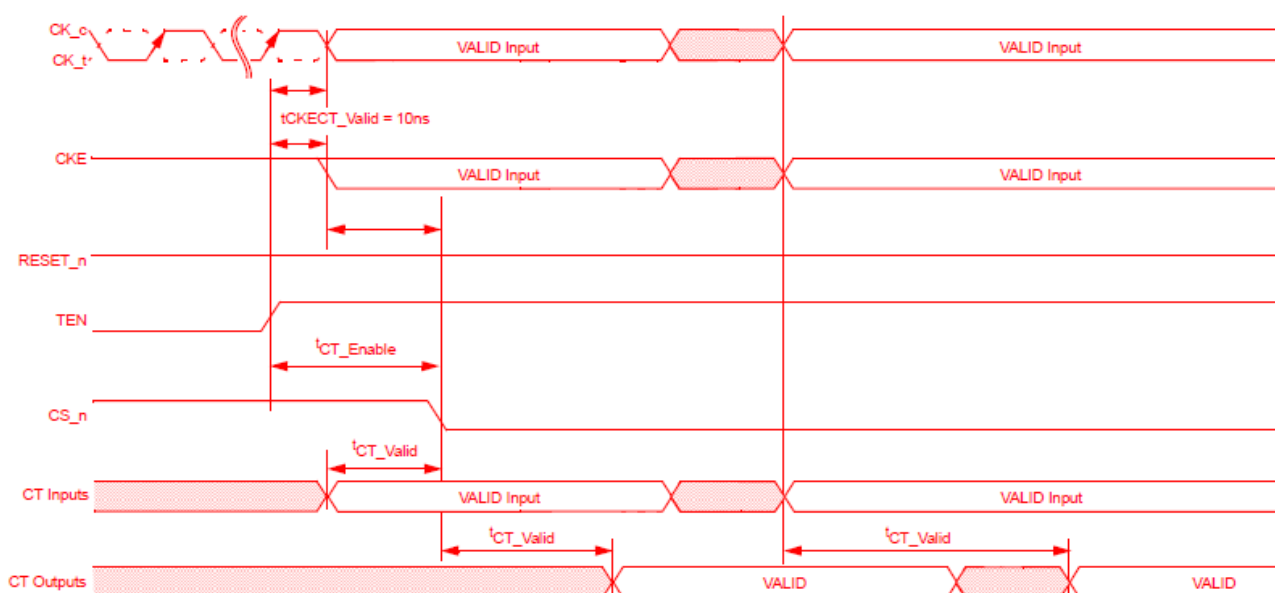 CK_c
VALID Input VALID Input
CK_t
tCKECT_Valid = 10ns
CKE VALID Input VALID Input
RESET_n
TEN
tCT_Enable
CS_n
tCT_Valid
CT Inputs VALID Input VALID Input
tCT_Valid tCT_Valid
CT Outputs VALID VALID